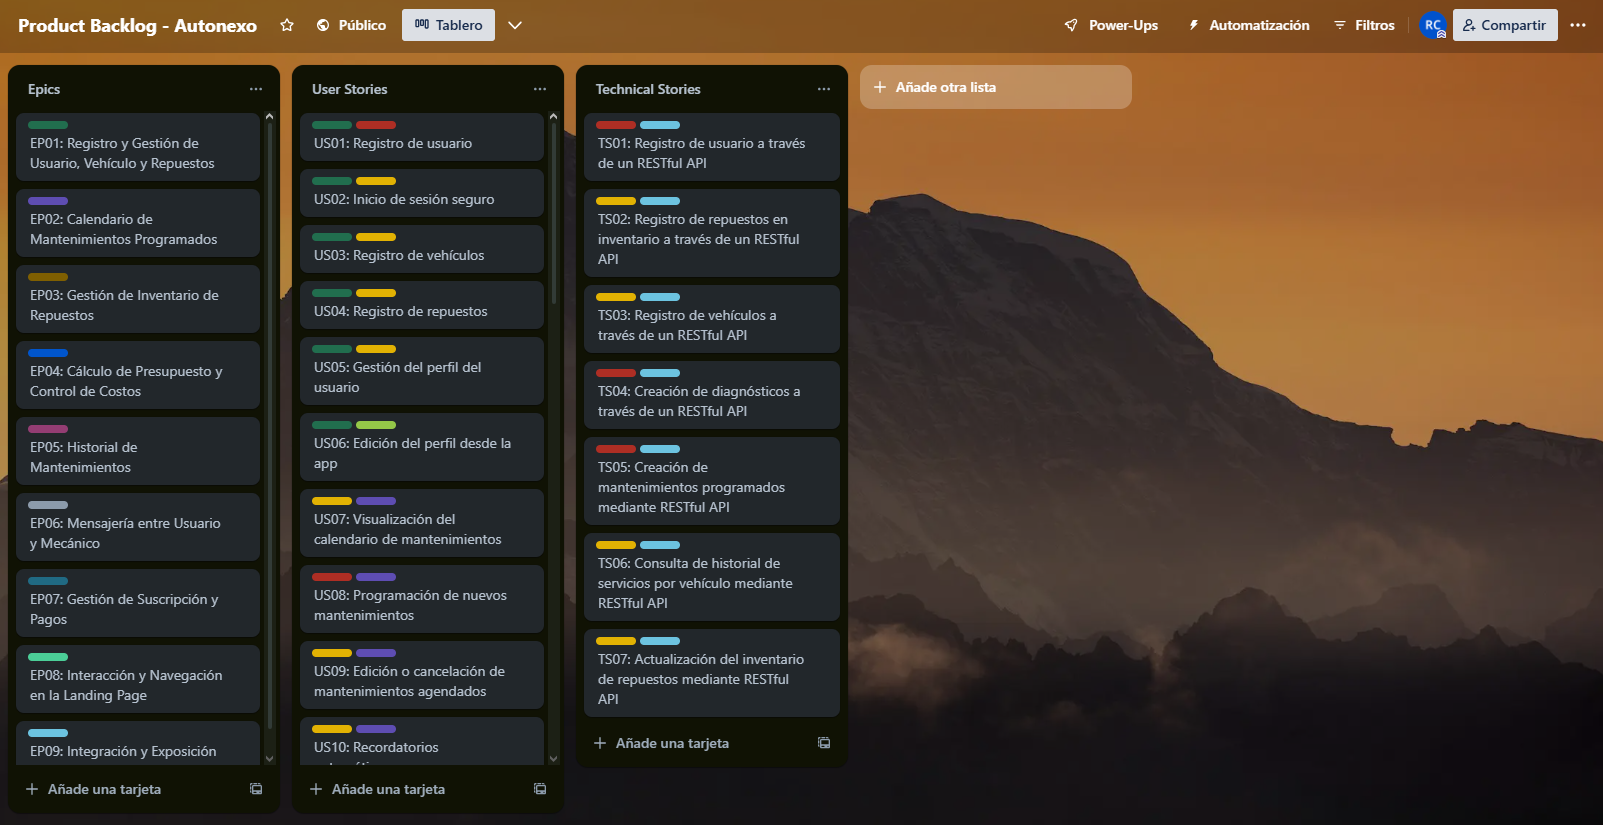 Product Backlog - Autonexo
Público
Tablero
Power-Ups
Automatización
Filtros
RC
Compartir
Epics
EP01: Registro y Gestión de
Usuario, Vehículo y Repuestos
EP02: Calendario de
Mantenimientos Programados
EP03: Gestión de Inventario de
Repuestos
EP04: Cálculo de Presupuesto y
Control de Costos
EP05: Historial de
Mantenimientos
EP06: Mensajería entre Usuario
y Mecánico
EP07: Gestión de Suscripción y
Pagos
EP08: Interacción y Navegación
en la Landing Page
EP09: Integración y Exposición
Añade una tarjeta
User Stories
US01: Registro de usuario
US02: Inicio de sesión seguro
US03: Registro de vehículos
US04: Registro de repuestos
US05: Gestión del perfil del
usuario
US06: Edición del perfil desde la
app
US07: Visualización del
calendario de mantenimientos
US08: Programación de nuevos
mantenimientos
US09: Edición o cancelación de
mantenimientos agendados
US10: Recordatorios
Añade una tarjeta
Technical Stories
TS01: Registro de usuario a través
de un RESTful API
TS02: Registro de repuestos en
inventario a través de un RESTful
API
TS03: Registro de vehículos a
través de un RESTful API
TS04: Creación de diagnósticos a
través de un RESTful API
TS05: Creación de
mantenimientos programados
mediante RESTful API
TS06: Consulta de historial de
servicios por vehículo mediante
RESTful API
TS07: Actualización del inventario
de repuestos mediante RESTful
API
Añade una tarjeta
Añade otra lista